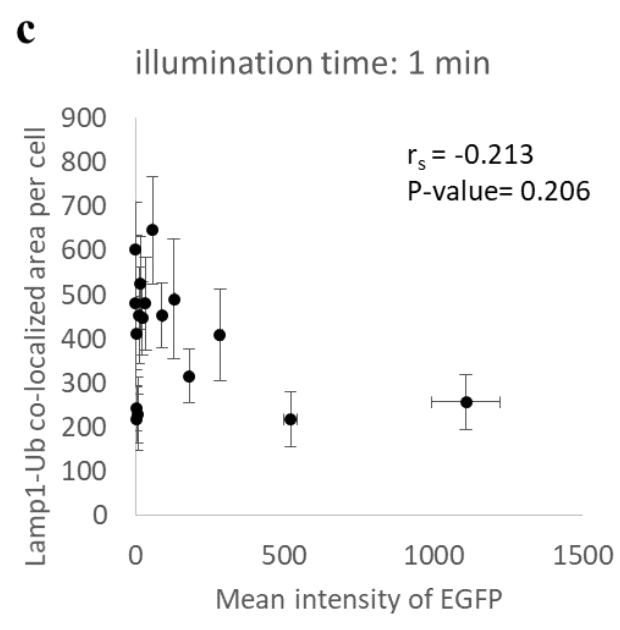 c
illumination time: 1 min
Lamp1-Ub co-localized area per cell
900
800
700
600
500
400
300
200
100
0
rs = -0.213
P-value= 0.206
0 500 1000 1500
Mean intensity of EGFP